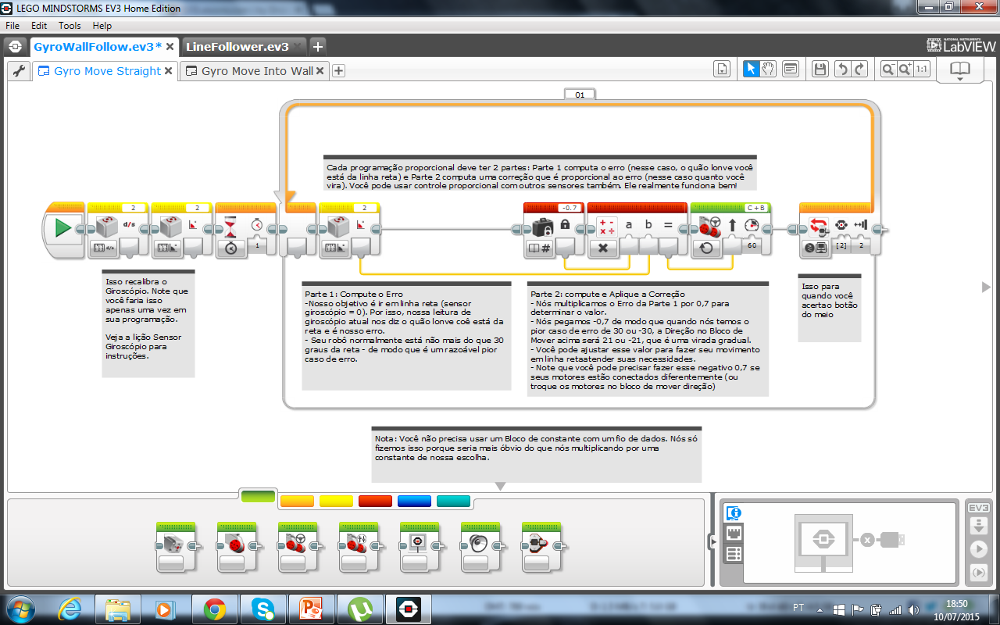 LEGO MINDSTORMS EV3 Home Edition
File Edit Tools Help
GyroWallFollow.ev3* LineFollower.ev3
NATIONAL INSTRUMENTS
LabVIEW
Gyro Move Straight Gyro Move Into Wall
1:1
01
Cada programação proporcional deve ter 2 partes: Parte 1 computa o erro (nesse caso, o quão lonve você
está da linha reta) e Parte 2 computa uma correção que é proporcional ao erro (nesse caso quanto você
vira). Você pode usar controle proporcional com outros sensores também. Ele realmente funciona bem!
2 2 2 -0.7 C + B
d/s a b =
d/s 1 # 60 [2] 2
Isso recalibra o
Giroscópio. Note que
você faria isso
apenas uma vez em
sua programação.
Veja a lição Sensor
Giroscópio para
instruções.
Parte 1: Compute o Erro
-Nosso objetivo é ir em linha reta (sensor
giroscópio = 0). Por isso, nossa leitura de
giroscópio atual nos diz o quão lonve coê está da
reta e é nosso erro.
- Seu robô normalmente está não mais do que 30
graus da reta - de modo que é um razoável pior
caso de erro.
Parte 2: compute e Aplique a Correção
- Nós multiplicamos o Erro da Parte 1 por 0,7 para
determinar o valor.
- Nós pegamos -0,7 de modo que quando nós temos o
pior caso de erro de 30 ou -30, a Direção no Bloco de
Mover acima será 21 ou -21, que é uma virada gradual.
- Você pode ajustar esse valor para fazer seu movimento
em linha retaatender suas necessidades.
- Note que você pode precisar fazer esse negativo 0,7 se
seus motores estão conectados diferentemente (ou
troque os motores no bloco de mover direção)
Isso para
quando você
acertao botão
do meio
Nota: Você não precisa usar um Bloco de constante com um fio de dados. Nós só
fizemos isso porque seria mais óbvio do que nós multiplicando por uma
constante de nossa escolha.
EV3
PT
18:50
10/07/2015